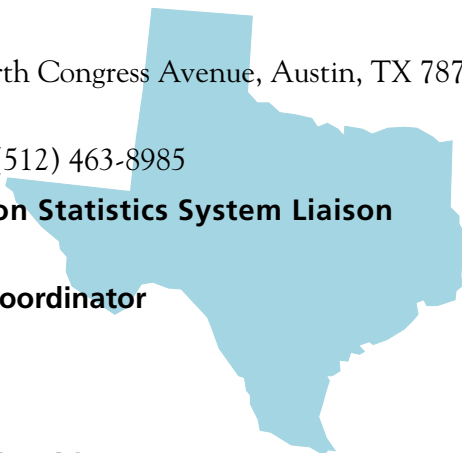 rth Congress Avenue, Austin, TX 787
(512) 463-8985
on Statistics System Liaison
oordinator